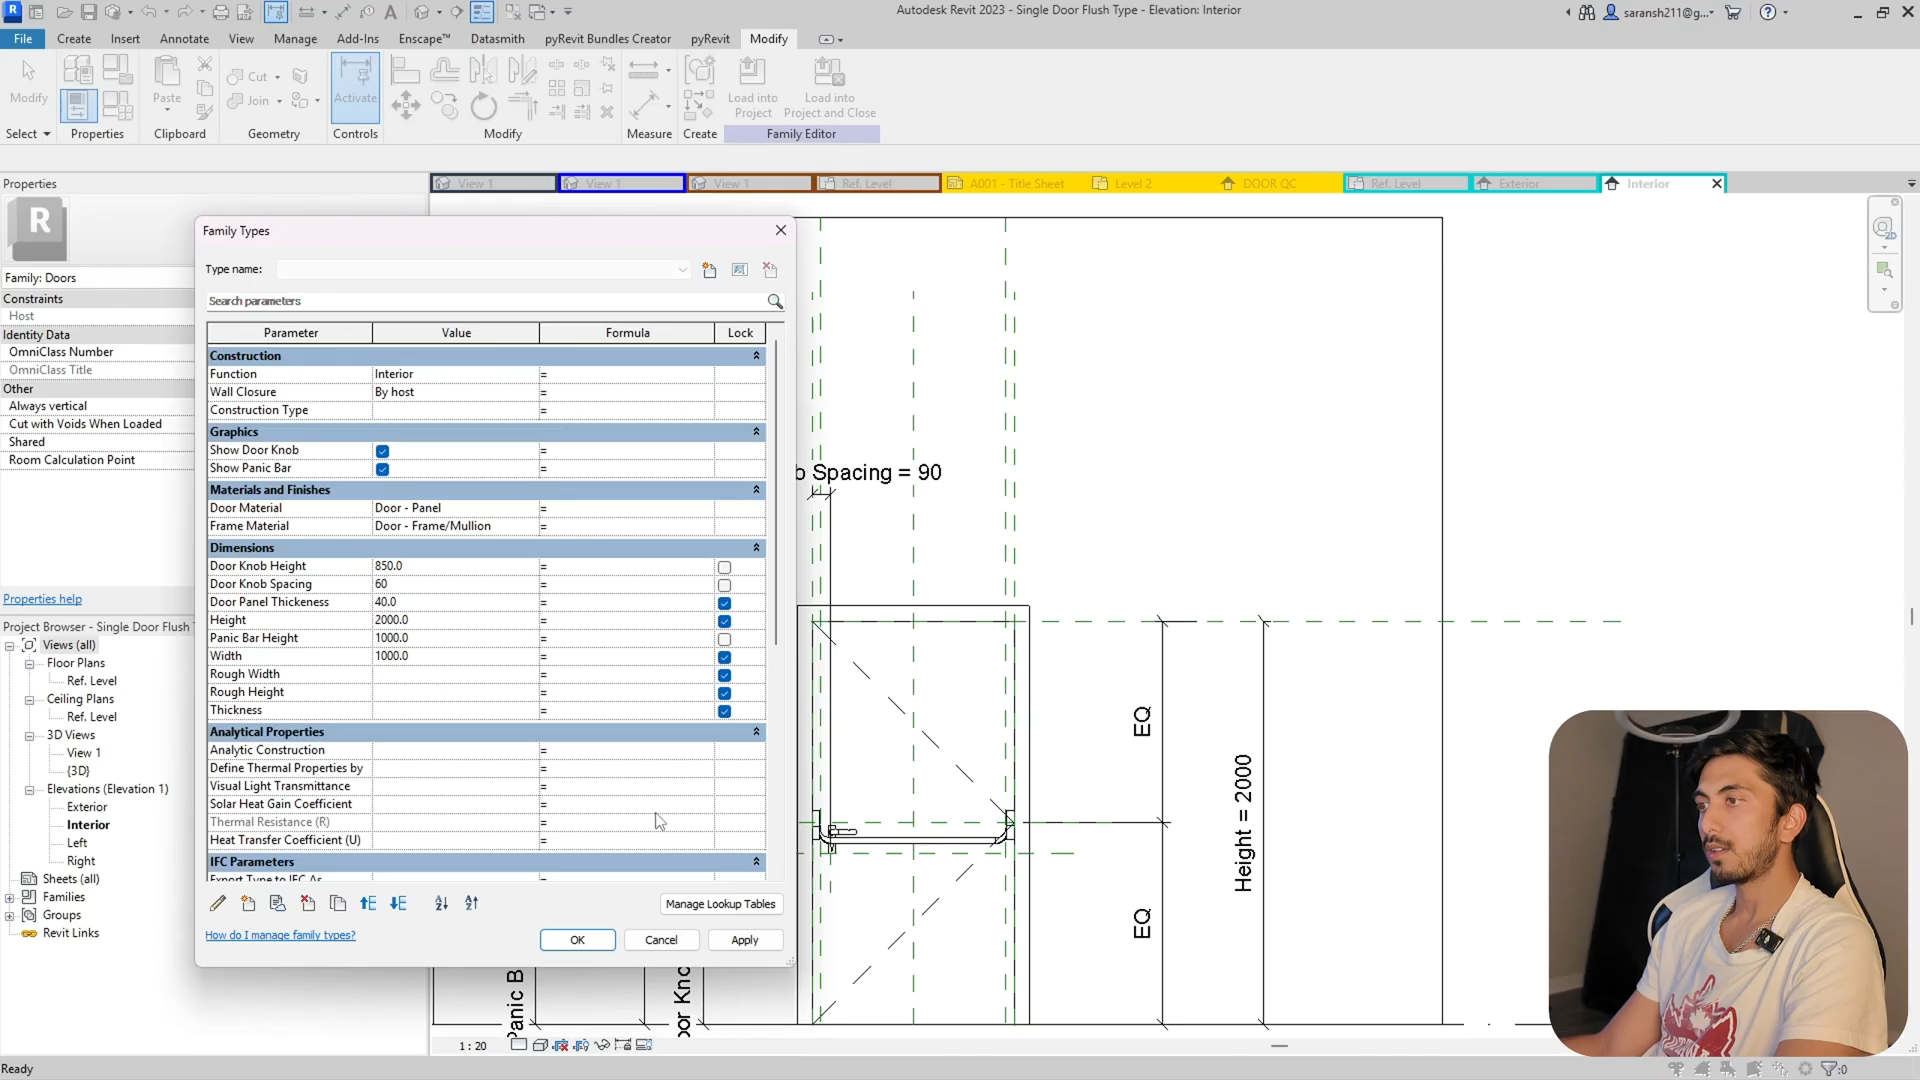 Autodesk Revit 2023 - Single Door Flush Type - Elevation: Interior
saransh211@g...
File
Create
Insert
Annotate
View
Manage
Add-Ins
Enscape™
Datasmith
pyRevit Bundles Creator
pyRevit
Modify
Modify
Paste
Cut
Join
Activate
Load into
Project
Load into
Project and Close
Select
Properties
Clipboard
Geometry
Controls
Modify
Measure
Create
Family Editor
Properties
View 1
View 1
View 1
Ref. Level
A001 - Title Sheet
Level 2
DOOR QC
Ref. Level
Exterior
Interior
R
Family: Doors
Constraints
Host
Identity Data
OmniClass Number
OmniClass Title
Other
Always vertical
Cut with Voids When Loaded
Shared
Room Calculation Point
Properties help
Project Browser - Single Door Flush
Views (all)
Floor Plans
Ref. Level
Ceiling Plans
Ref. Level
3D Views
View 1
{3D}
Elevations (Elevation 1)
Exterior
Interior
Left
Right
Sheets (all)
Families
Groups
Revit Links
Family Types
Type name:
Search parameters
Parameter Value Formula Lock
Construction
Function Interior =
Wall Closure By host =
Construction Type =
Graphics
Show Door Knob =
Show Panic Bar =
Materials and Finishes
Door Material Door - Panel =
Frame Material Door - Frame/Mullion =
Dimensions
Door Knob Height 850.0 =
Door Knob Spacing 60 =
Door Panel Thickeness 40.0 =
Height 2000.0 =
Panic Bar Height 1000.0 =
Width 1000.0 =
Rough Width =
Rough Height =
Thickness =
Analytical Properties
Analytic Construction =
Define Thermal Properties by =
Visual Light Transmittance =
Solar Heat Gain Coefficient =
Thermal Resistance (R) =
Heat Transfer Coefficient (U) =
IFC Parameters
Export Type to IFC As =
Manage Lookup Tables
How do I manage family types?
OK
Cancel
Apply
b Spacing = 90
EQ
EQ
Height = 2000
Panic B
oor Kno
1 : 20
Ready
:0